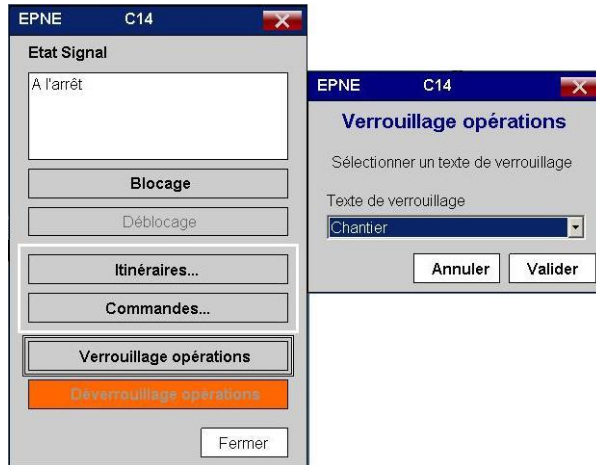 EPNE C14
Etat Signal
A l'arrêt
Blocage
Déblocage
Itinéraires...
Commandes...
Verrouillage opérations
Déverrouillage opérations
Fermer
EPNE C14
Verrouillage opérations
Sélectionner un texte de verrouillage
Texte de verrouillage
Chantier
Annuler Valider